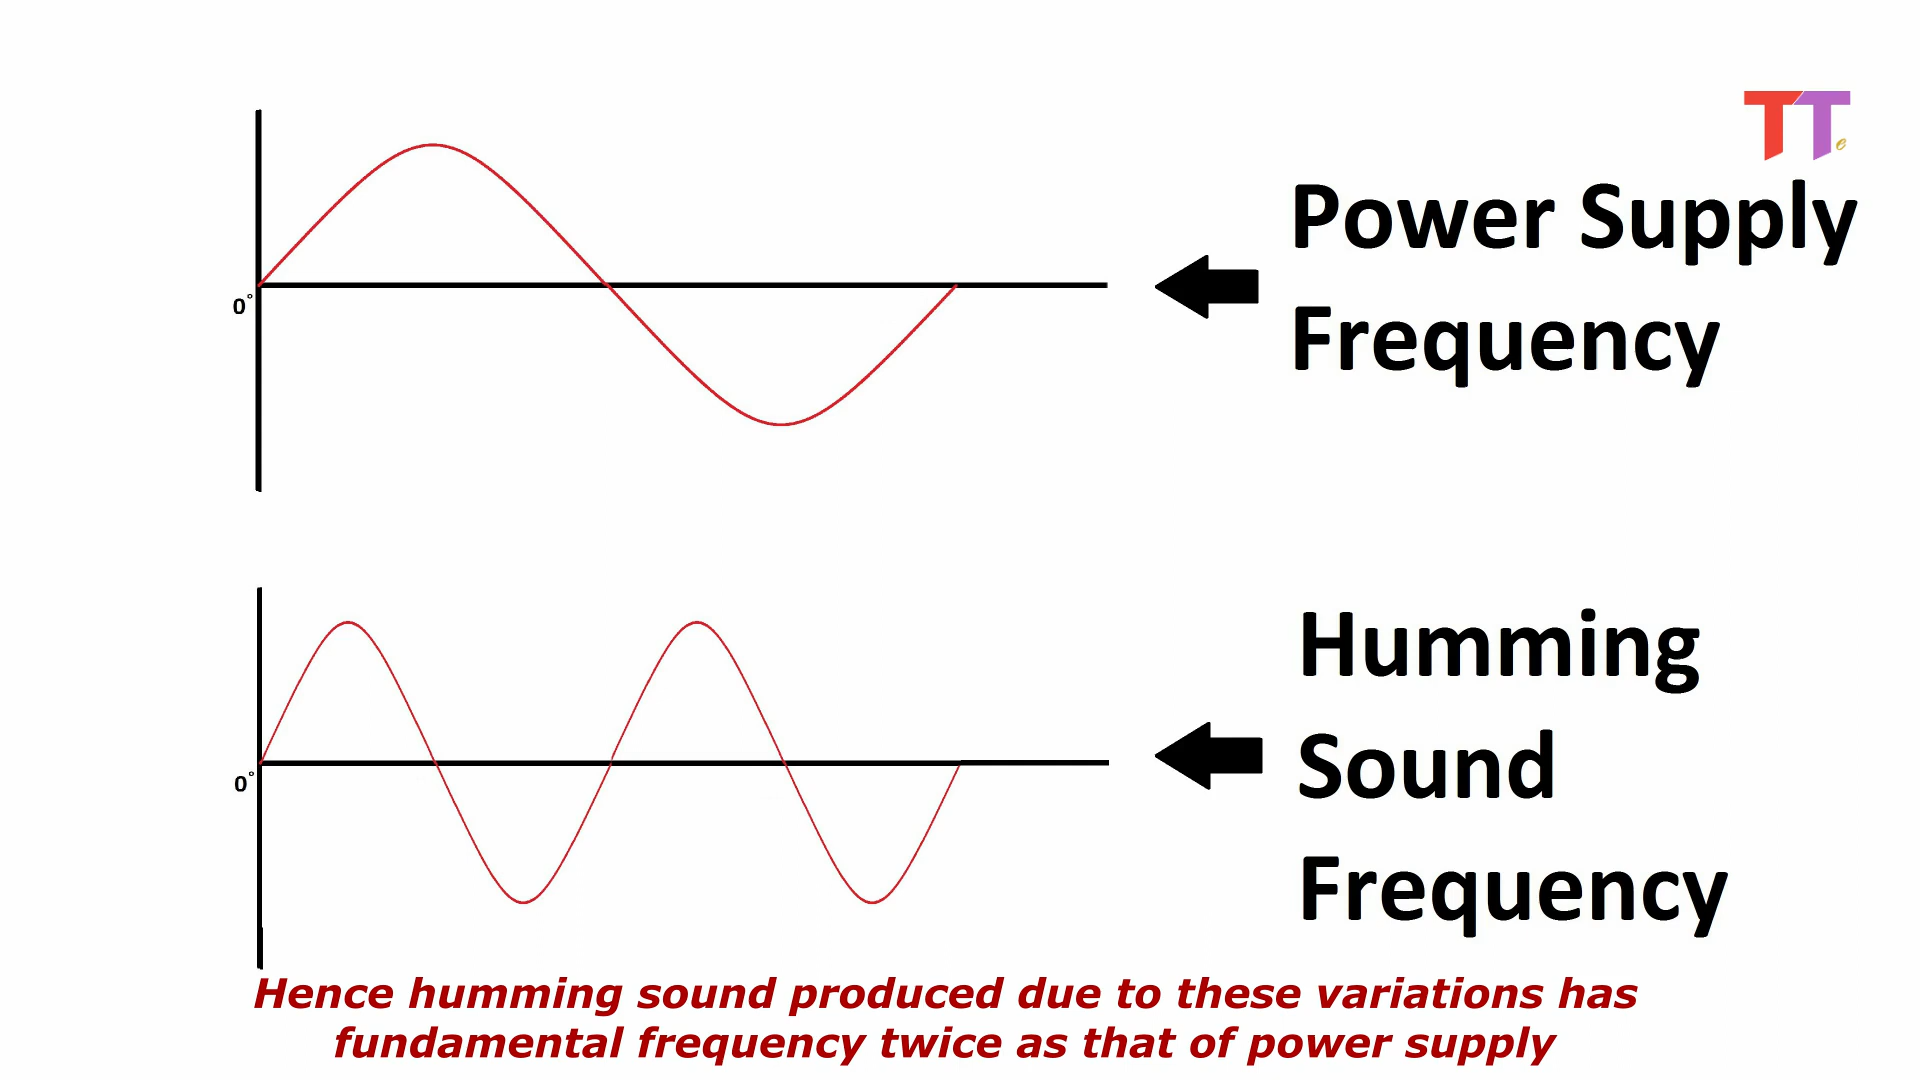 TTe
Power Supply
Frequency
0°
Humming
Sound
Frequency
0°
Hence humming sound produced due to these variations has
fundamental frequency twice as that of power supply